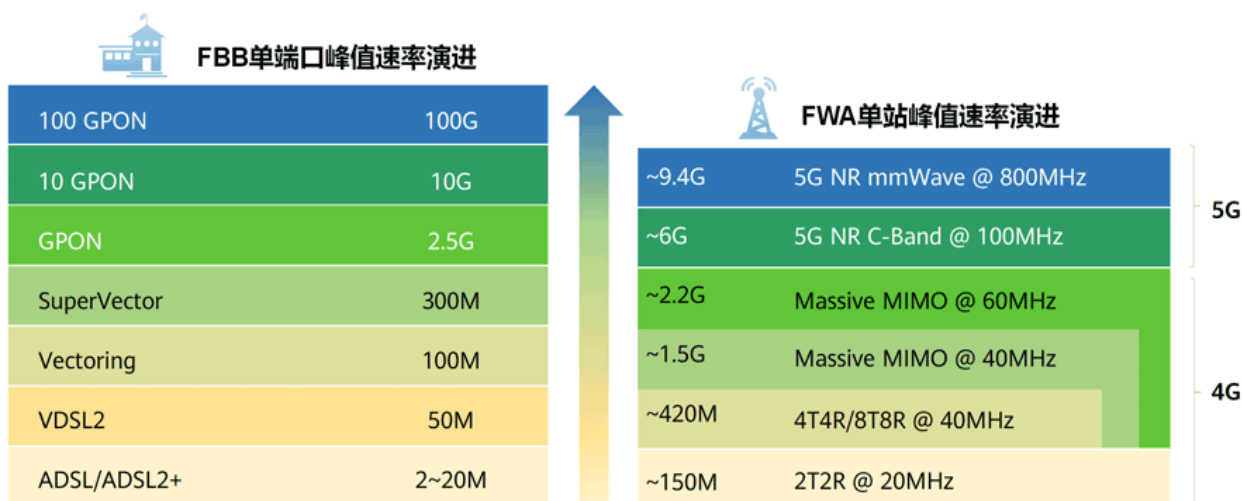 FBB单端口峰值速率演进
100 GPON 100G
10 GPON 10G
GPON 2.5G
SuperVector 300M
Vectoring 100M
VDSL2 50M
ADSL/ADSL2+ 2~20M
FWA单站峰值速率演进
~9.4G 5G NR mmWave @ 800MHz
~6G 5G NR C-Band @ 100MHz
~2.2G Massive MIMO @ 60MHz
~1.5G Massive MIMO @ 40MHz
~420M 4T4R/8T8R @ 40MHz
~150M 2T2R @ 20MHz
5G
4G